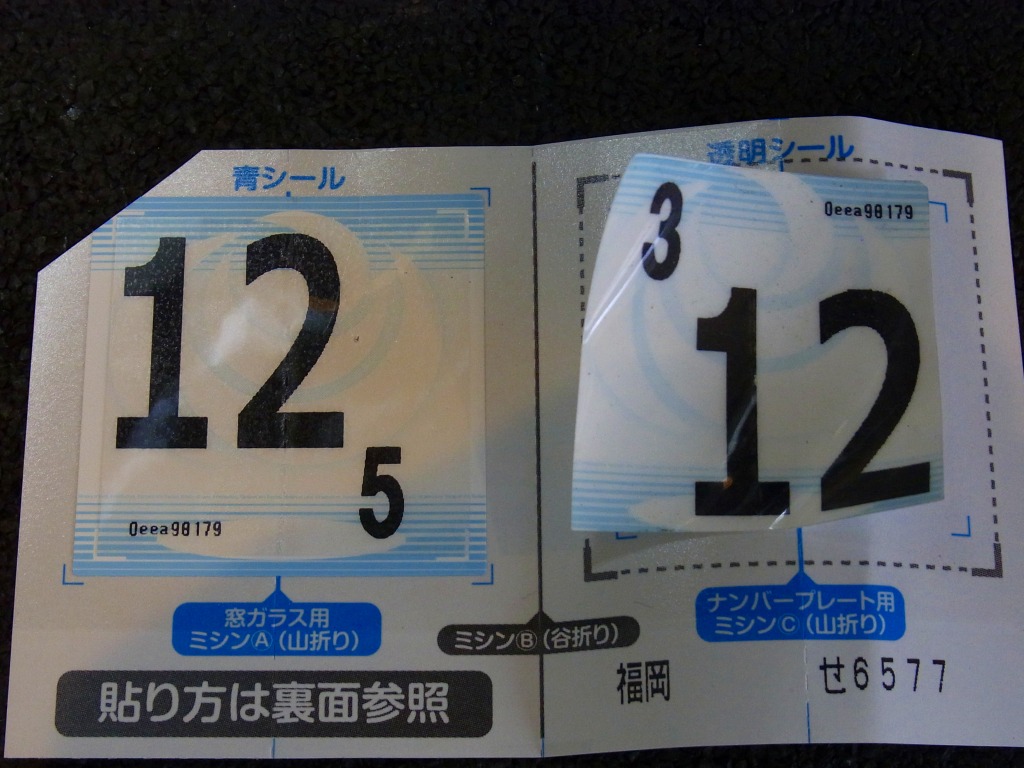 青シール
12
5
0eea98179
窓ガラス用
ミシンⒶ(山折り)
貼り方は裏面参照
ミシンⒷ(谷折り)
透明シール
3
0eea98179
12
ナンバープレート用
ミシンⒸ(山折り)
福岡 せ6577